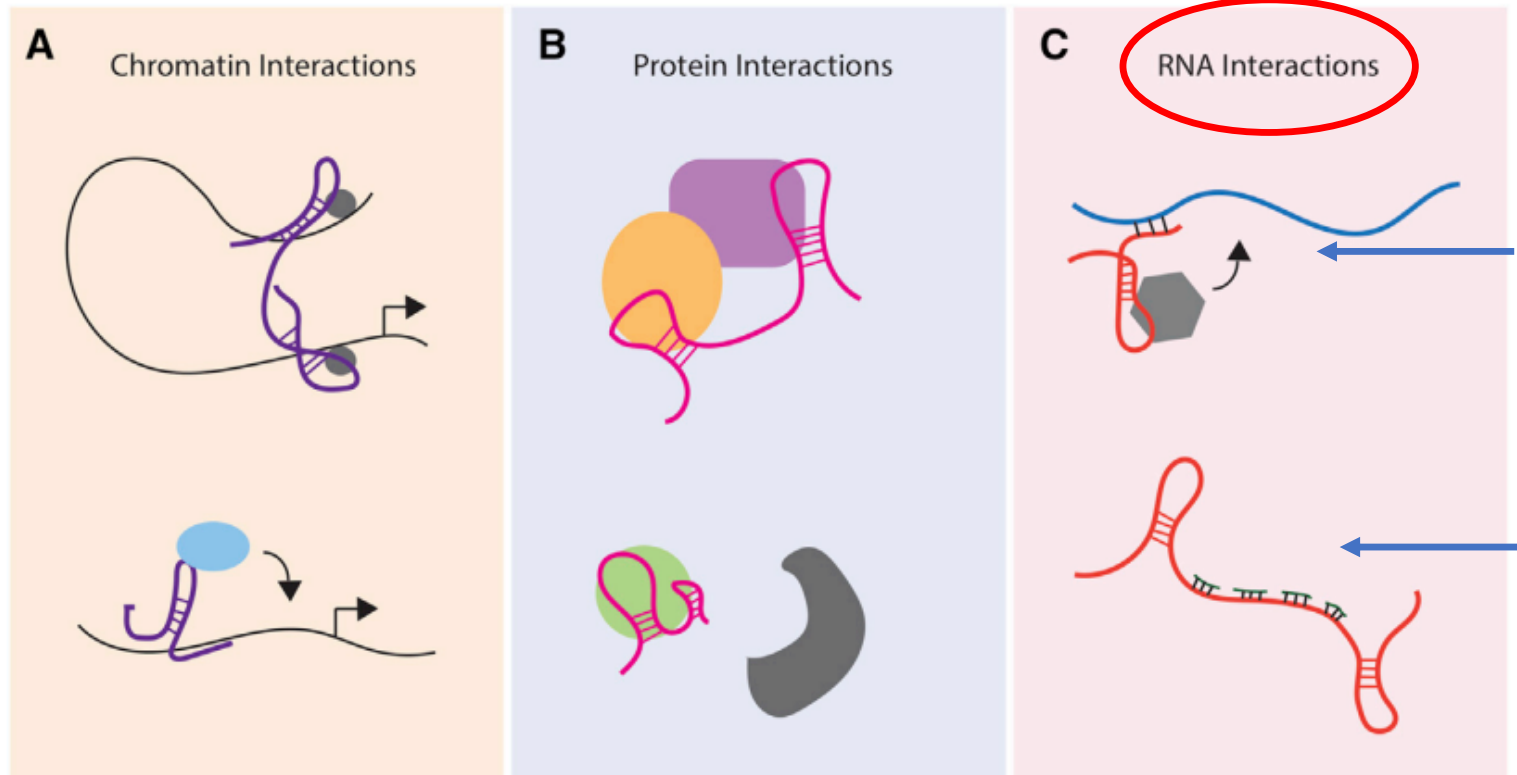 A
Chromatin Interactions
B
Protein Interactions
C
RNA Interactions